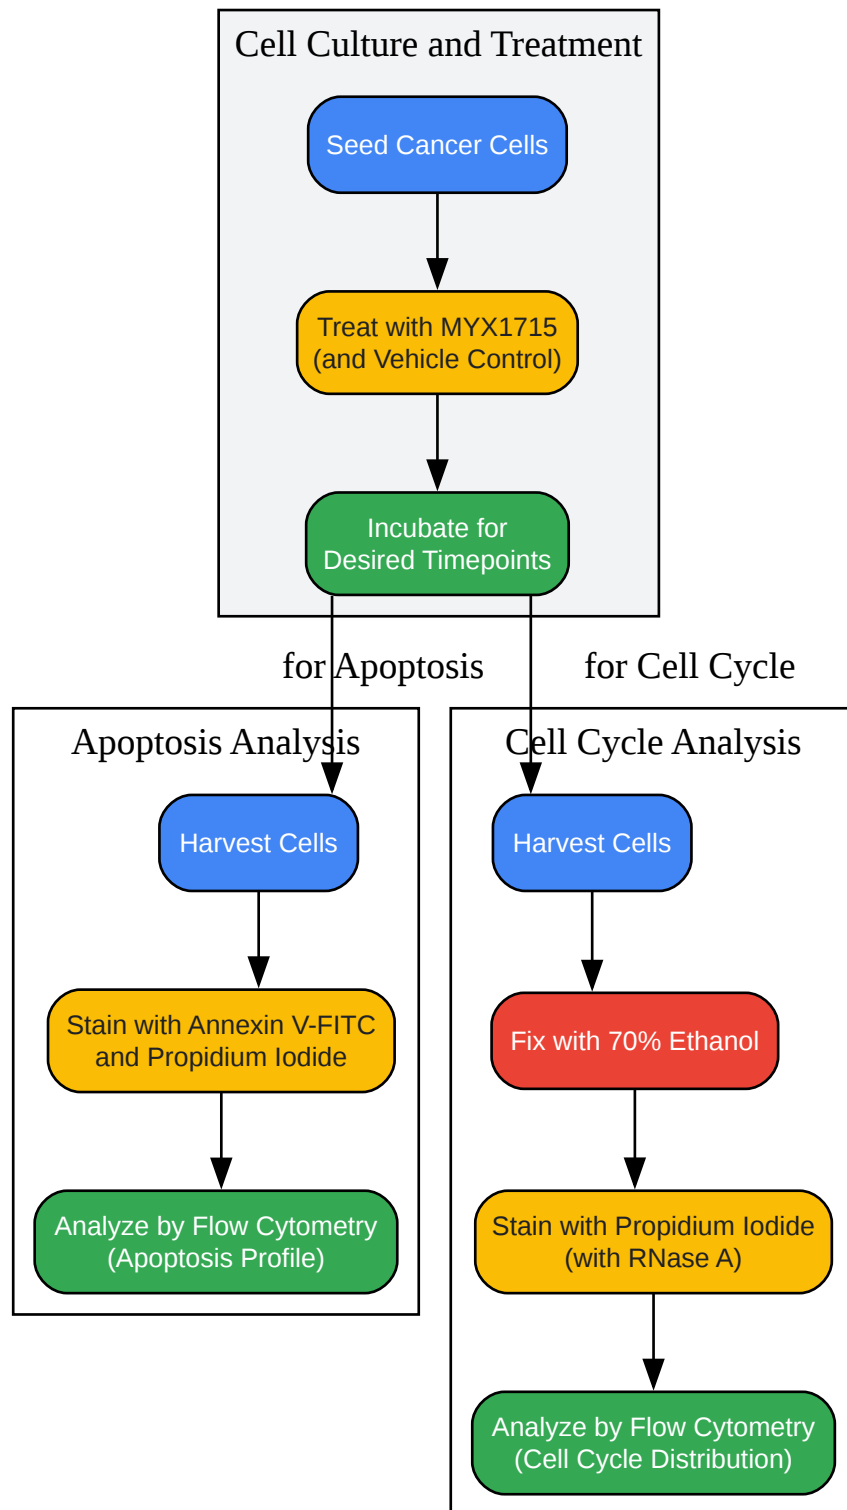 Cell Culture and Treatment
Seed Cancer Cells
Treat with MYX1715
(and Vehicle Control)
Incubate for
Desired Timepoints
for Apoptosis
for Cell Cycle
Apoptosis Analysis
Harvest Cells
Stain with Annexin V-FITC
and Propidium Iodide
Analyze by Flow Cytometry
(Apoptosis Profile)
Cell Cycle Analysis
Harvest Cells
Fix with 70% Ethanol
Stain with Propidium Iodide
(with RNase A)
Analyze by Flow Cytometry
(Cell Cycle Distribution)